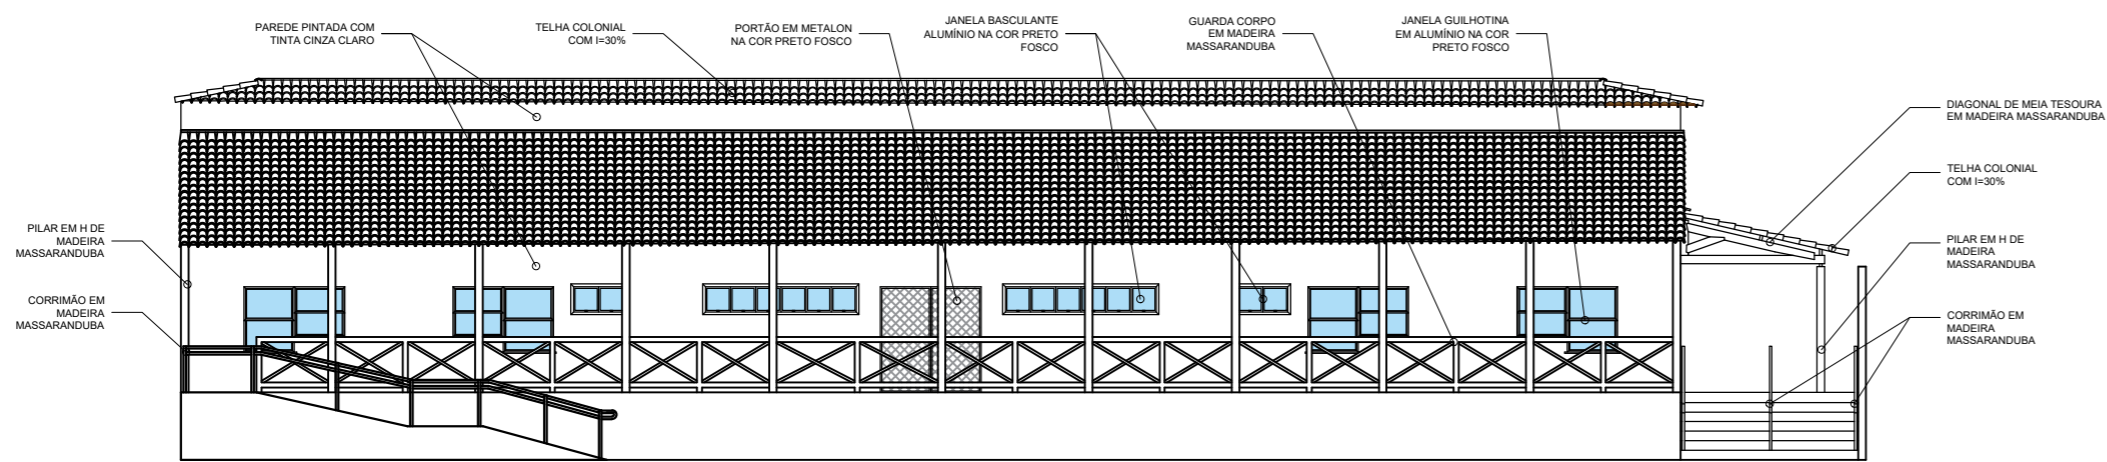 PAREDE PINTADA COM
TINTA CINZA CLARO
TELHA COLONIAL
COM I=30%
PORTÃO EM METALON
NA COR PRETO FOSCO
JANELA BASCULANTE
ALUMÍNIO NA COR PRETO
FOSCO
GUARDA CORPO
EM MADEIRA
MASSARANDUBA
JANELA GUILHOTINA
EM ALUMÍNIO NA COR
PRETO FOSCO
DIAGONAL DE MEIA TESOURA
EM MADEIRA MASSARANDUBA
TELHA COLONIAL
COM I=30%
PILAR EM H DE
MADEIRA
MASSARANDUBA
PILAR EM H DE
MADEIRA
MASSARANDUBA
CORRIMÃO EM
MADEIRA
MASSARANDUBA
CORRIMÃO EM
MADEIRA
MASSARANDUBA